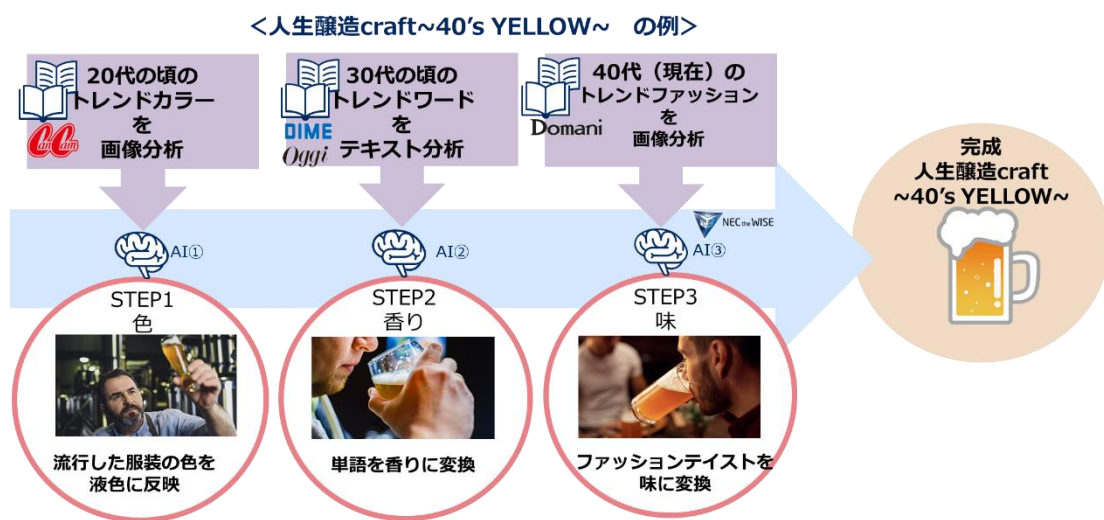 ＜人生醸造craft~40's YELLOW~　の例＞
20代の頃の
トレンドカラー
を
画像分析
CanCam
30代の頃の
トレンドワード
を
テキスト分析
DIME
Oggi
40代（現在）の
トレンドファッション
を
画像分析
Domani
NEC the WISE
AI①
AI②
AI③
STEP1
色
流行した服装の色を
液色に反映
STEP2
香り
単語を香りに変換
STEP3
味
ファッションテイストを
味に変換
完成
人生醸造craft
~40's YELLOW~